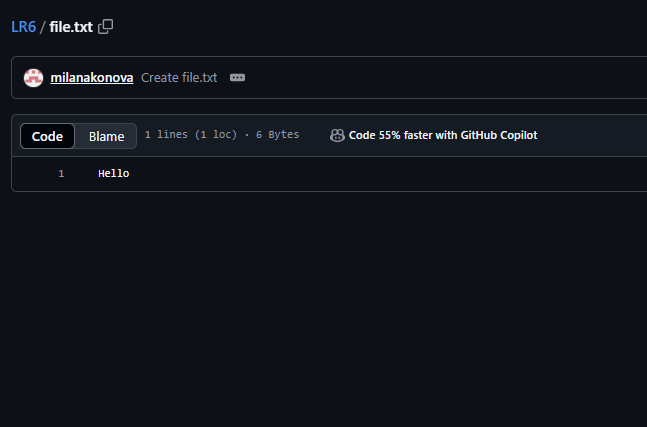 LR6 / file.txt
milanakonova Create file.txt
Code Blame 1 lines (1 loc) · 6 Bytes Code 55% faster with GitHub Copilot
1 Hello